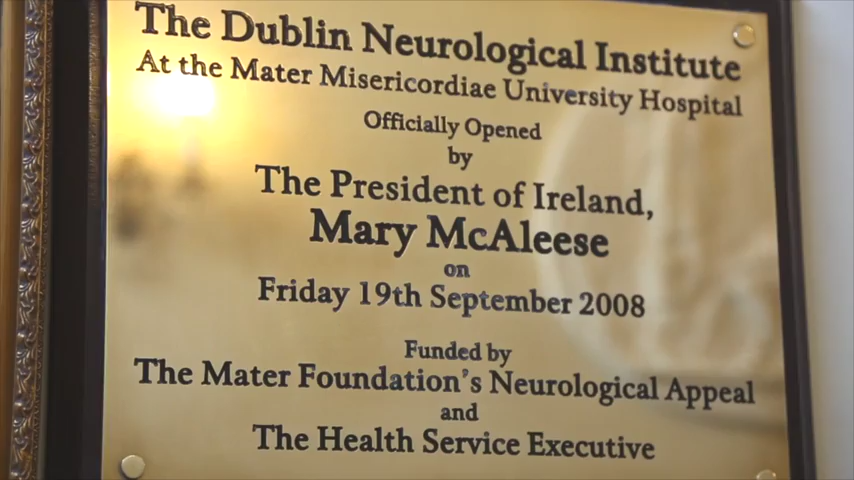 The Dublin Neurological Institute
At the Mater Misericordiae University Hospital
Officially Opened
by
The President of Ireland,
Mary McAleese
on
Friday 19th September 2008
Funded by
The Mater Foundation's Neurological Appeal
and
The Health Service Executive